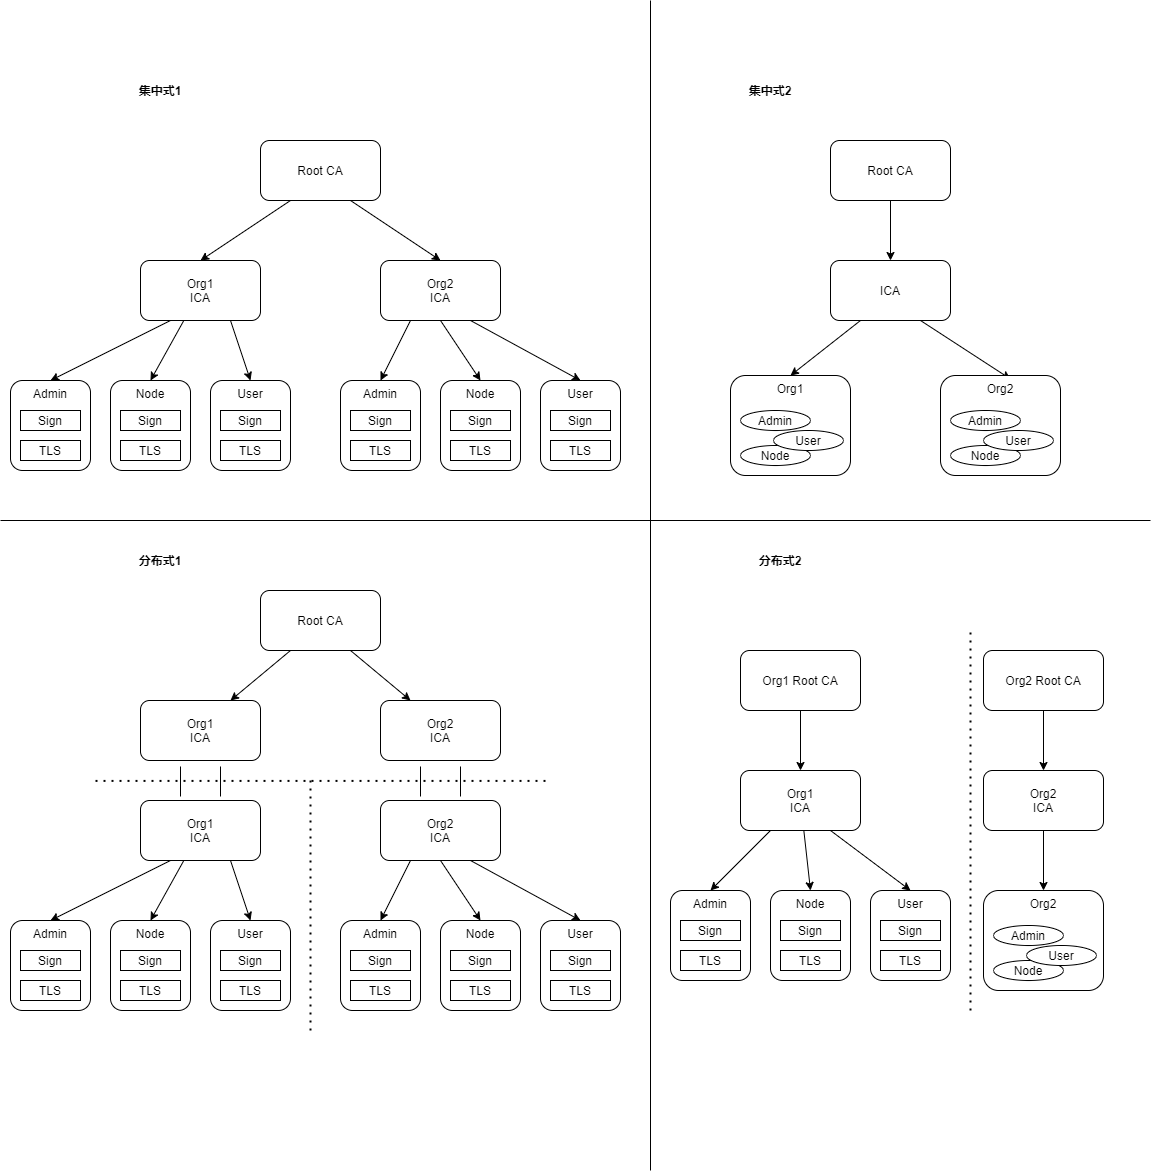 集中式1
Root CA
Org1
ICA
Org2
ICA
Admin
Sign
TLS
Node
Sign
TLS
User
Sign
TLS
Admin
Sign
TLS
Node
Sign
TLS
User
Sign
TLS
集中式2
Root CA
ICA
Org1
Admin
User
Node
Org2
Admin
User
Node
分布式1
Root CA
Org1
ICA
Org2
ICA
Org1
ICA
Org2
ICA
Admin
Sign
TLS
Node
Sign
TLS
User
Sign
TLS
Admin
Sign
TLS
Node
Sign
TLS
User
Sign
TLS
分布式2
Org1 Root CA
Org1
ICA
Admin
Sign
TLS
Node
Sign
TLS
User
Sign
TLS
Org2 Root CA
Org2
ICA
Org2
Admin
User
Node